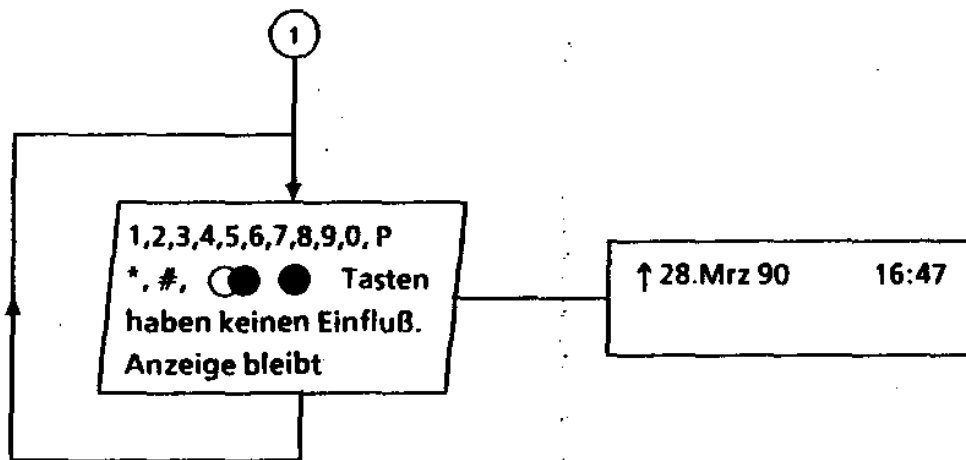 1
1,2,3,4,5,6,7,8,9,0, P
*, #, Tasten
haben keinen Einfluß.
Anzeige bleibt
↑ 28.Mrz 90 16:47